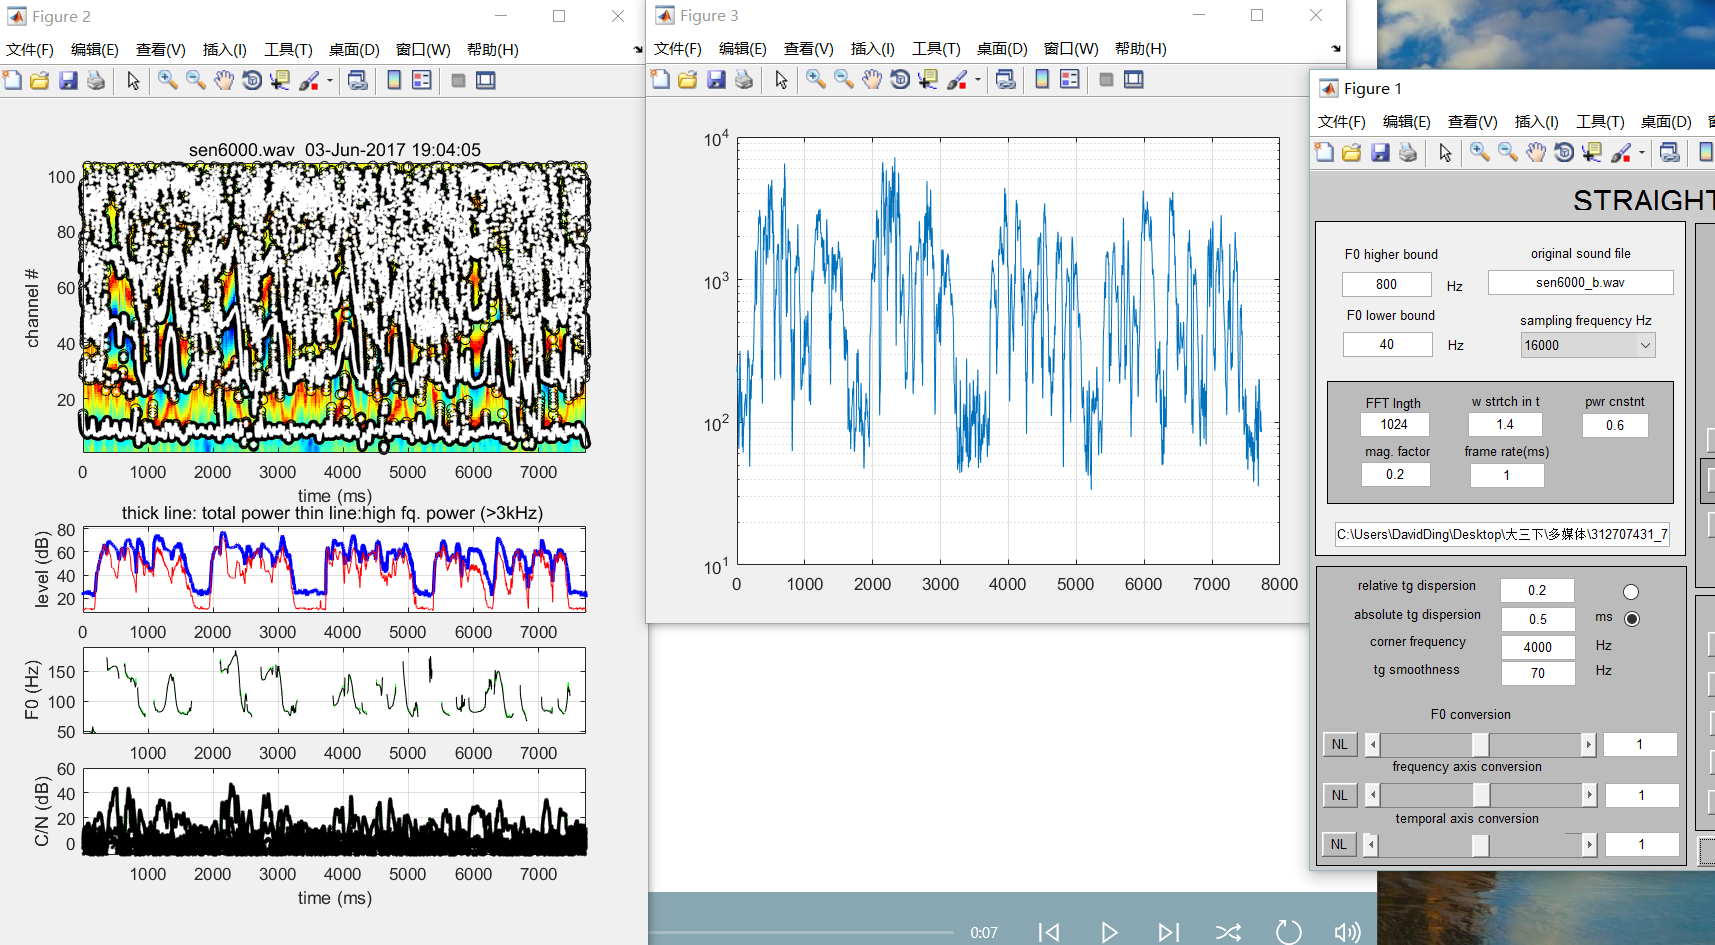 Figure 2
文件(F) 编辑(E) 查看(V) 插入(I) 工具(T) 桌面(D) 窗口(W) 帮助(H)
sen6000.wav 03-Jun-2017 19:04:05
channel #
100
80
60
40
20
0 1000 2000 3000 4000 5000 6000 7000
time (ms)
thick line: total power thin line:high fq. power (>3kHz)
level (dB)
80
60
40
20
0 1000 2000 3000 4000 5000 6000 7000
F0 (Hz)
150
100
50
1000 2000 3000 4000 5000 6000 7000
C/N (dB)
60
40
20
0
1000 2000 3000 4000 5000 6000 7000
time (ms)
Figure 3
文件(F) 编辑(E) 查看(V) 插入(I) 工具(T) 桌面(D) 窗口(W) 帮助(H)
10⁴
10³
10²
10¹
0 1000 2000 3000 4000 5000 6000 7000 8000
0:07
Figure 1
文件(F) 编辑(E) 查看(V) 插入(I) 工具(T) 桌面(D)
STRAIGHT
F0 higher bound
800 Hz
F0 lower bound
40 Hz
original sound file
sen6000_b.wav
sampling frequency Hz
16000
FFT lngth w strtch in t pwr cnstnt
1024 1.4 0.6
mag. factor frame rate(ms)
0.2 1
C:\Users\DavidDing\Desktop\大三下\多媒体\312707431_7
relative tg dispersion 0.2
absolute tg dispersion 0.5 ms
corner frequency 4000 Hz
tg smoothness 70 Hz
F0 conversion
NL 1
frequency axis conversion
NL 1
temporal axis conversion
NL 1